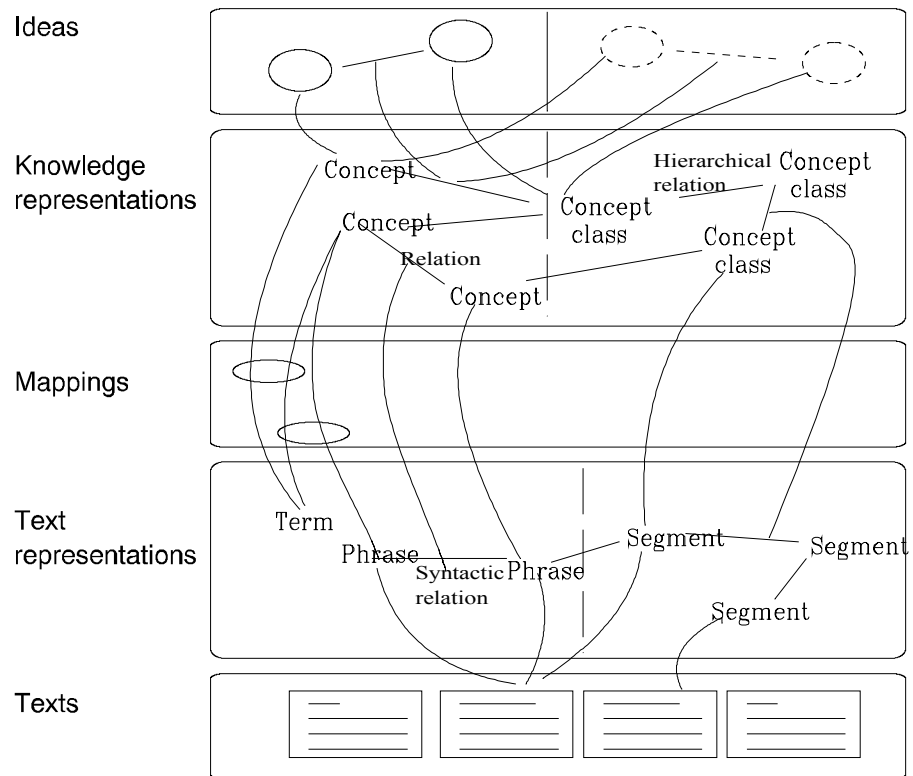 Ideas
Knowledge
representations
Concept
Hierarchical
relation
Concept
class
Concept
class
Concept
Concept
class
Relation
Concept
Mappings
Text
representations
Term
Phrase
Syntactic
relation
Phrase
Segment
Segment
Segment
Texts